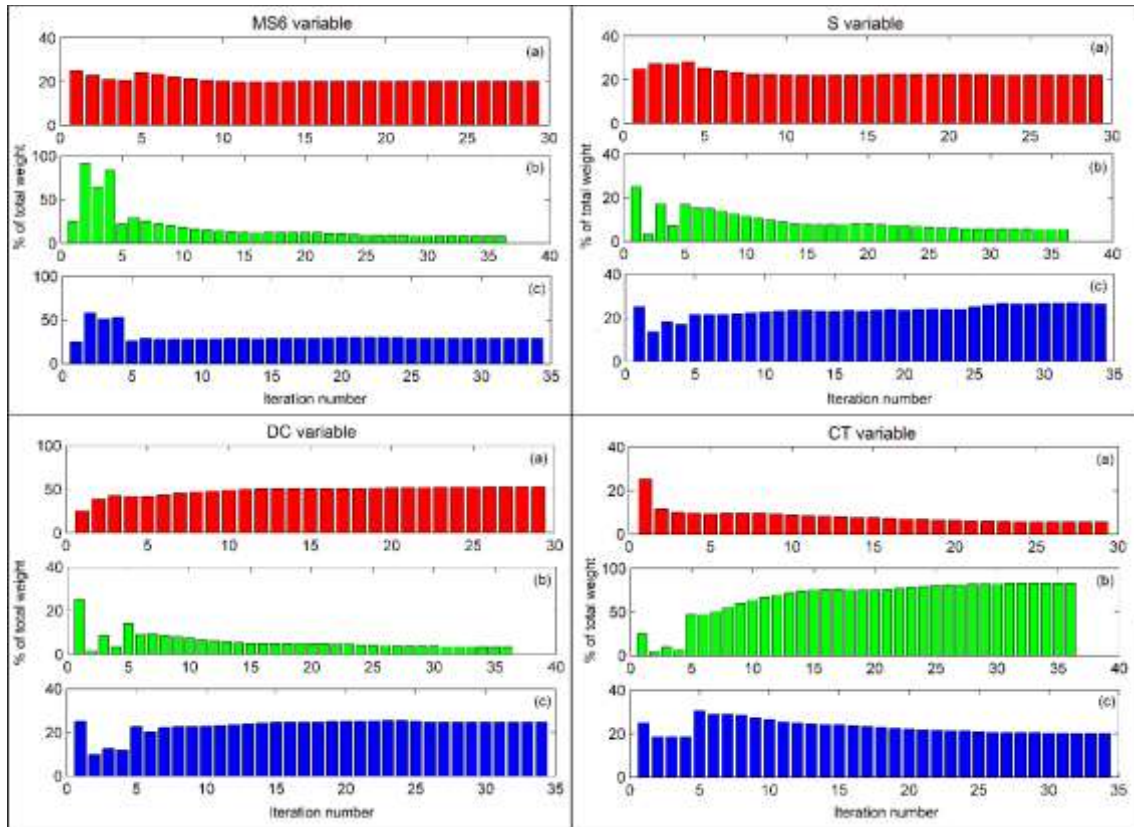 MS6 variable
40
20
0
(a)
0 5 10 15 20 25 30
100
50
0
(b)
0 5 10 15 20 25 30 35 40
100
50
0
(c)
0 5 10 15 20 25 30 35
% of total weight
Iteration number
S variable
40
20
0
(a)
0 5 10 15 20 25 30
40
20
0
(b)
0 5 10 15 20 25 30 35 40
40
20
0
(c)
0 5 10 15 20 25 30 35
% of total weight
Iteration number
DC variable
100
50
0
(a)
0 5 10 15 20 25 30
40
20
0
(b)
0 5 10 15 20 25 30 35 40
40
20
0
(c)
0 5 10 15 20 25 30 35
% of total weight
Iteration number
CT variable
40
20
0
(a)
0 5 10 15 20 25 30
100
50
0
(b)
0 5 10 15 20 25 30 35 40
40
20
0
(c)
0 5 10 15 20 25 30 35
% of total weight
Iteration number